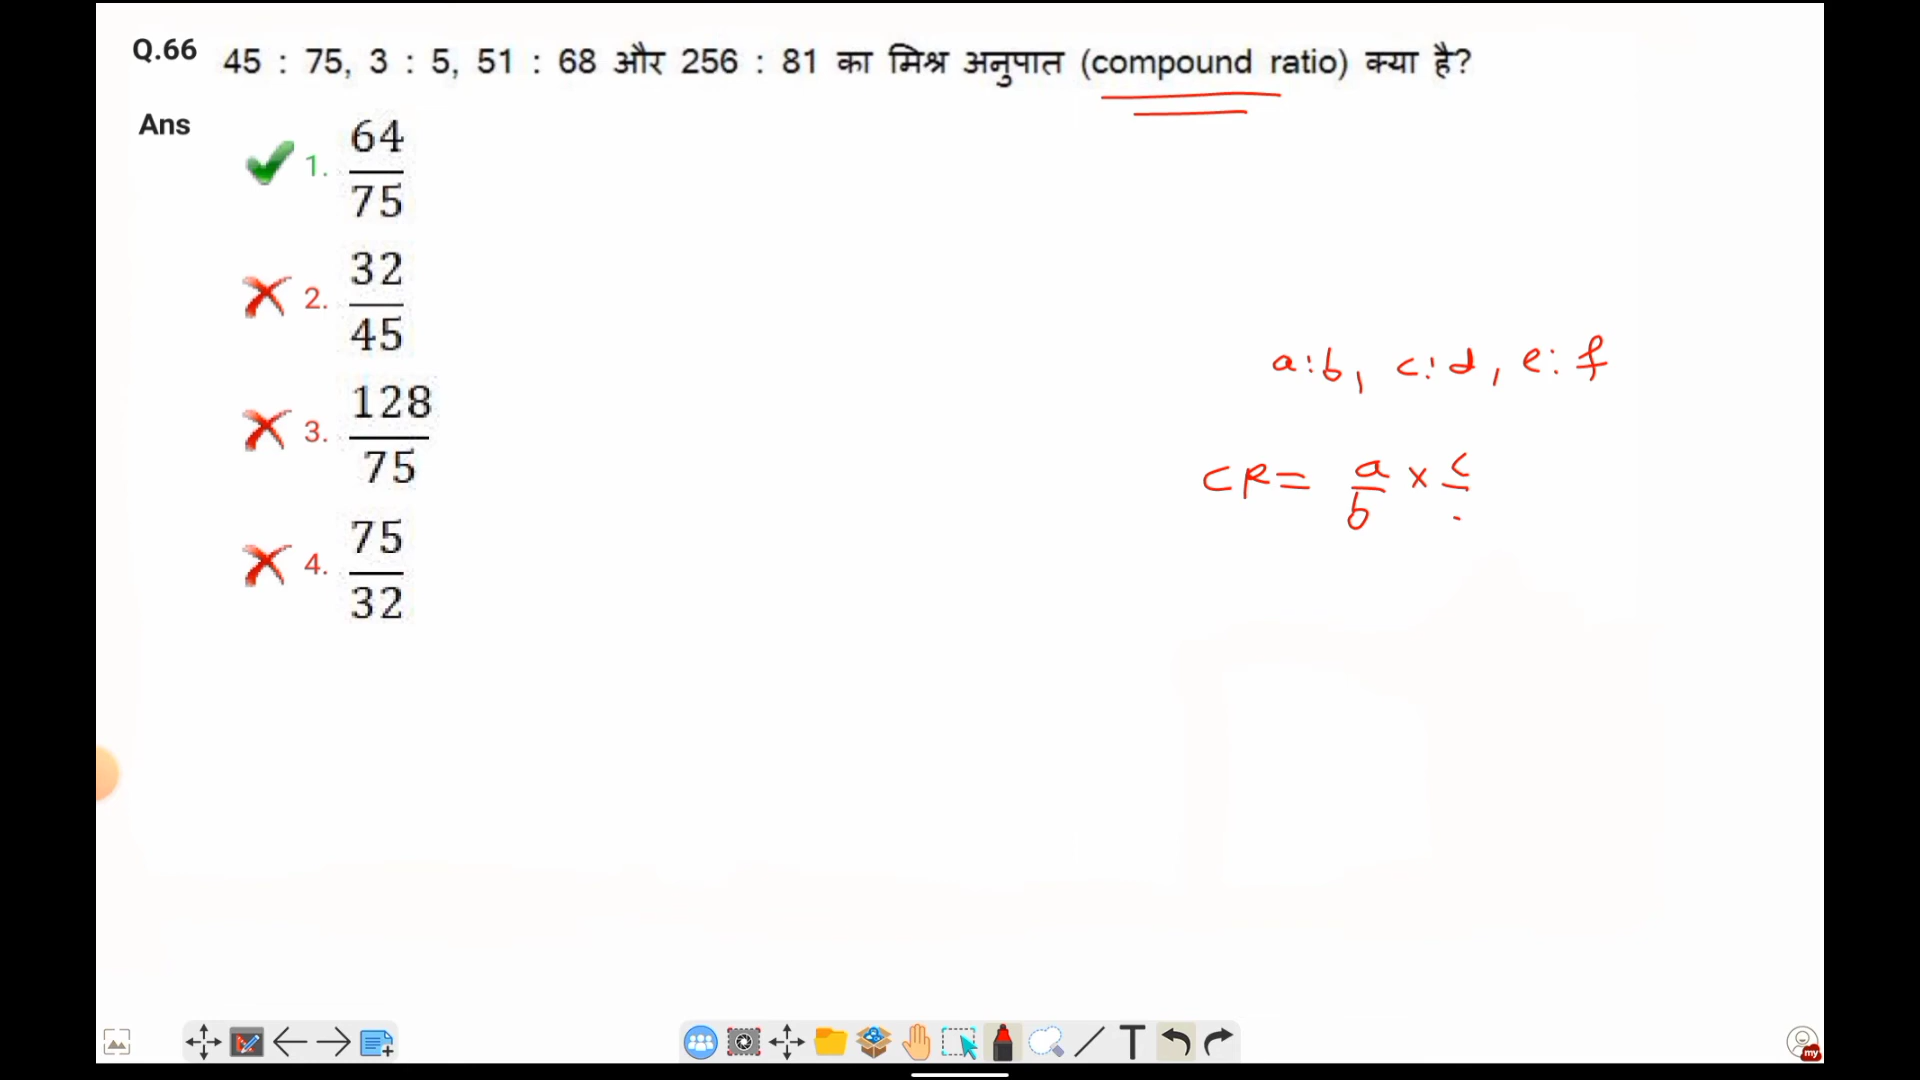 Q.66 45 : 75, 3 : 5, 51 : 68 और 256 : 81 का मिश्र अनुपात (compound ratio) क्या है?
Ans
1. 64/75
2. 32/45
3. 128/75
4. 75/32
a:b, c:d, e:f
CR = a/b × c/
T
my